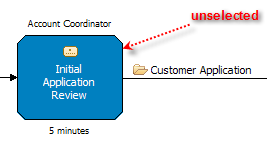 unselected
Account Coordinator
Initial
Application
Review
Customer Application
5 minutes